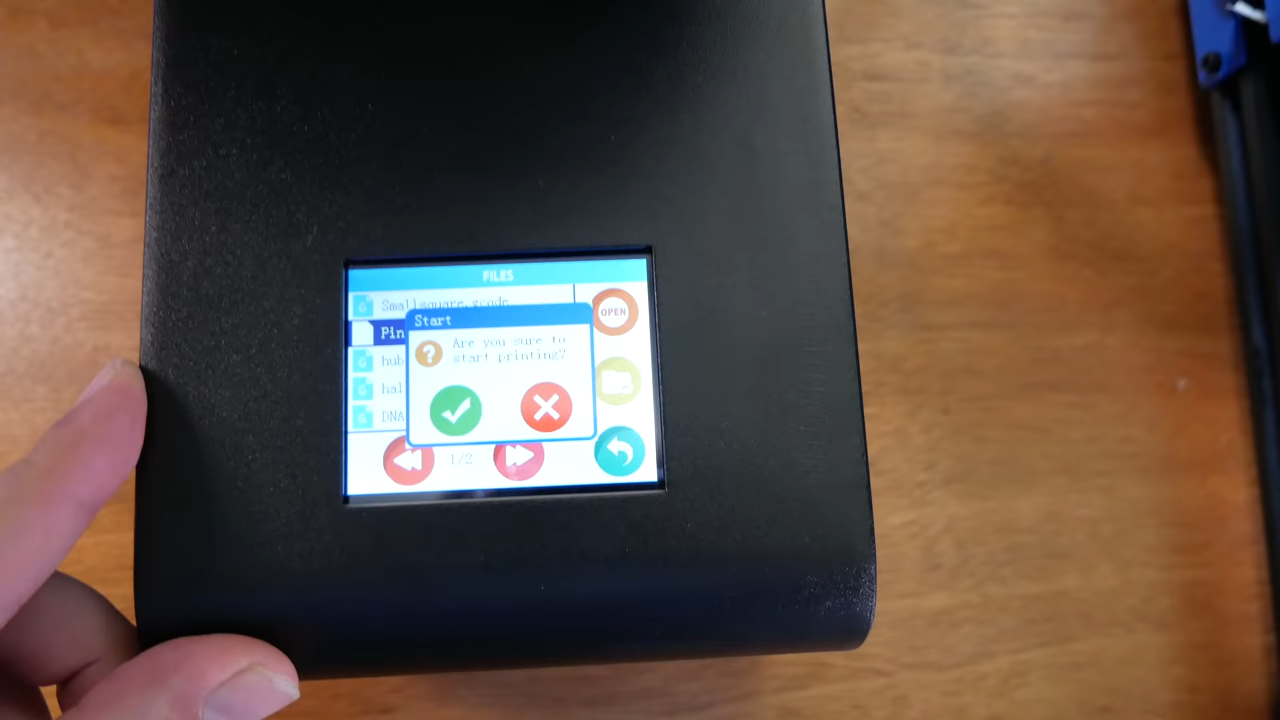 FILES
Smallsquare.gcode
OPEN
Start
Pin
Are you sure to
start printing?
hub
hal
DNA
1/2